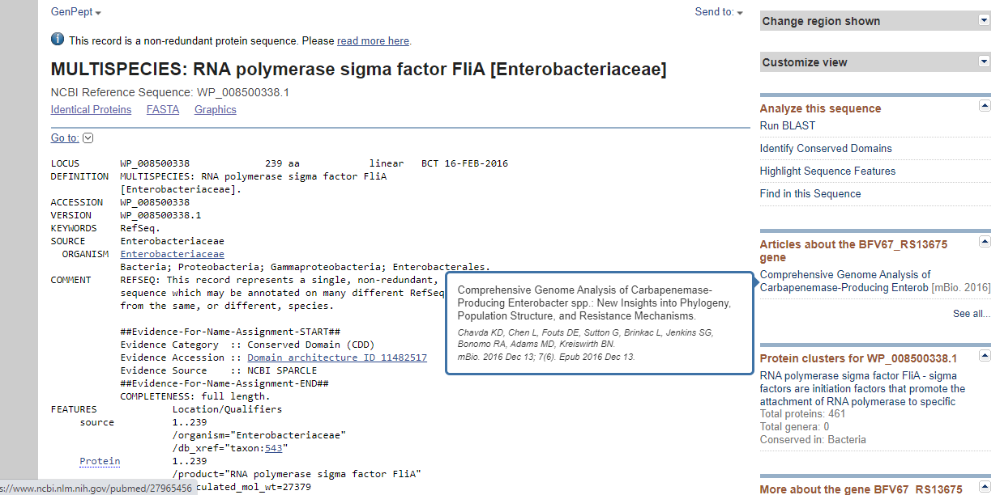 GenPept
Send to:
This record is a non-redundant protein sequence. Please read more here.
MULTISPECIES: RNA polymerase sigma factor FliA [Enterobacteriaceae]
NCBI Reference Sequence: WP_008500338.1
Identical Proteins FASTA Graphics
Go to:
LOCUS WP_008500338 239 aa linear BCT 16-FEB-2016
DEFINITION MULTISPECIES: RNA polymerase sigma factor FliA
[Enterobacteriaceae].
ACCESSION WP_008500338
VERSION WP_008500338.1
KEYWORDS RefSeq.
SOURCE Enterobacteriaceae
ORGANISM Enterobacteriaceae
Bacteria; Proteobacteria; Gammaproteobacteria; Enterobacterales.
COMMENT REFSEQ: This record represents a single, non-redundant,
sequence which may be annotated on many different RefSeq
from the same, or different, species.
##Evidence-For-Name-Assignment-START##
Evidence Category :: Conserved Domain (CDD)
Evidence Accession :: Domain architecture ID 11482517
Evidence Source :: NCBI SPARCLE
##Evidence-For-Name-Assignment-END##
COMPLETENESS: full length.
FEATURES Location/Qualifiers
source 1..239
/organism="Enterobacteriaceae"
/db_xref="taxon:543"
Protein 1..239
/product="RNA polymerase sigma factor FliA"
culated_mol_wt=27379
s://www.ncbi.nlm.nih.gov/pubmed/27965456
Comprehensive Genome Analysis of Carbapenemase-
Producing Enterobacter spp.: New Insights into Phylogeny,
Population Structure, and Resistance Mechanisms.
Chavda KD, Chen L, Fouts DE, Sutton G, Brinkac L, Jenkins SG,
Bonomo RA, Adams MD, Kreiswirth BN.
mBio. 2016 Dec 13; 7(6). Epub 2016 Dec 13.
Change region shown
Customize view
Analyze this sequence
Run BLAST
Identify Conserved Domains
Highlight Sequence Features
Find in this Sequence
Articles about the BFV67_RS13675
gene
Comprehensive Genome Analysis of
Carbapenemase-Producing Enterob [mBio. 2016]
See all...
Protein clusters for WP_008500338.1
RNA polymerase sigma factor FliA - sigma
factors are initiation factors that promote the
attachment of RNA polymerase to specific
Total proteins: 461
Total genera: 0
Conserved in: Bacteria
More about the gene BFV67_RS13675